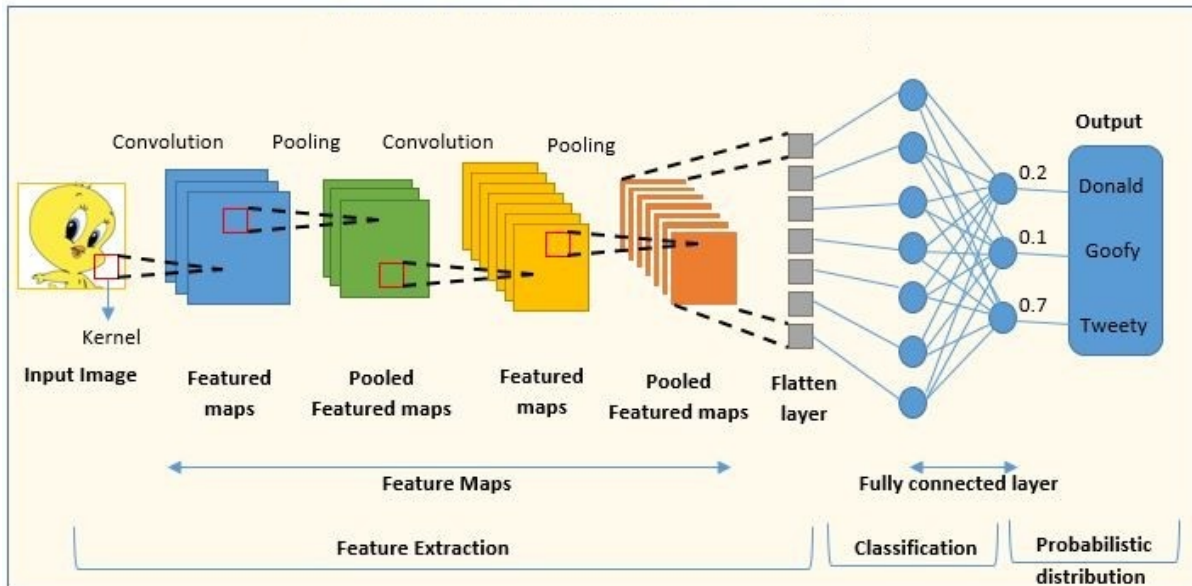 Convolution
Pooling
Convolution
Pooling
Kernel
Input Image
Featured
maps
Pooled
Featured maps
Featured
maps
Pooled
Featured maps
Flatten
layer
Output
0.2
Donald
0.1
Goofy
0.7
Tweety
Feature Maps
Fully connected layer
Feature Extraction
Classification
Probabilistic
distribution